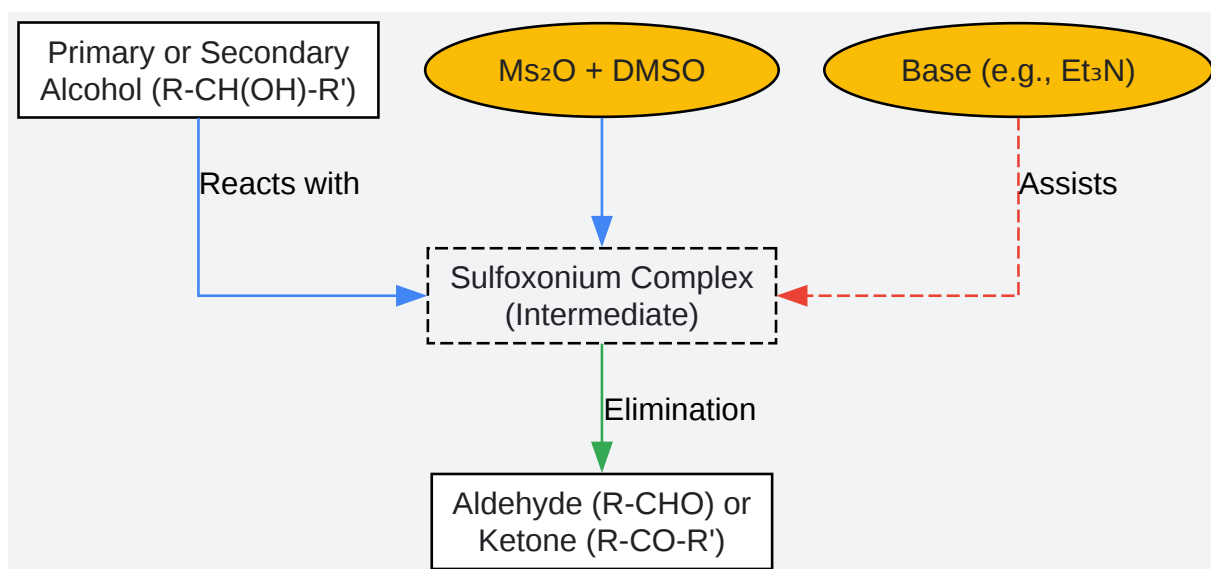 Primary or Secondary
Alcohol (R-CH(OH)-R')
Ms₂O + DMSO
Base (e.g., Et₃N)
Reacts with
Assists
Sulfoxonium Complex
(Intermediate)
Elimination
Aldehyde (R-CHO) or
Ketone (R-CO-R')